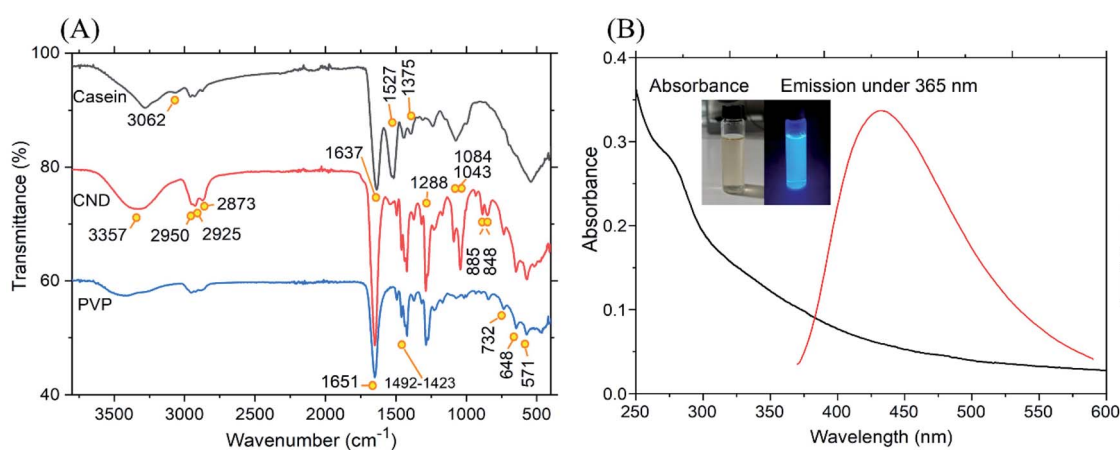 (A)
100
80
60
40
Transmittance (%)
Casein
3062
1527
1375
CND
3357
2950
2925
2873
1637
1288
1084
1043
885
848
PVP
1651
1492-1423
732
648
571
3500 3000 2500 2000 1500 1000 500
Wavenumber (cm⁻¹)
(B)
0.4
0.3
0.2
0.1
0.0
Absorbance
Absorbance Emission under 365 nm
250 300 350 400 450 500 550 600
Wavelength (nm)